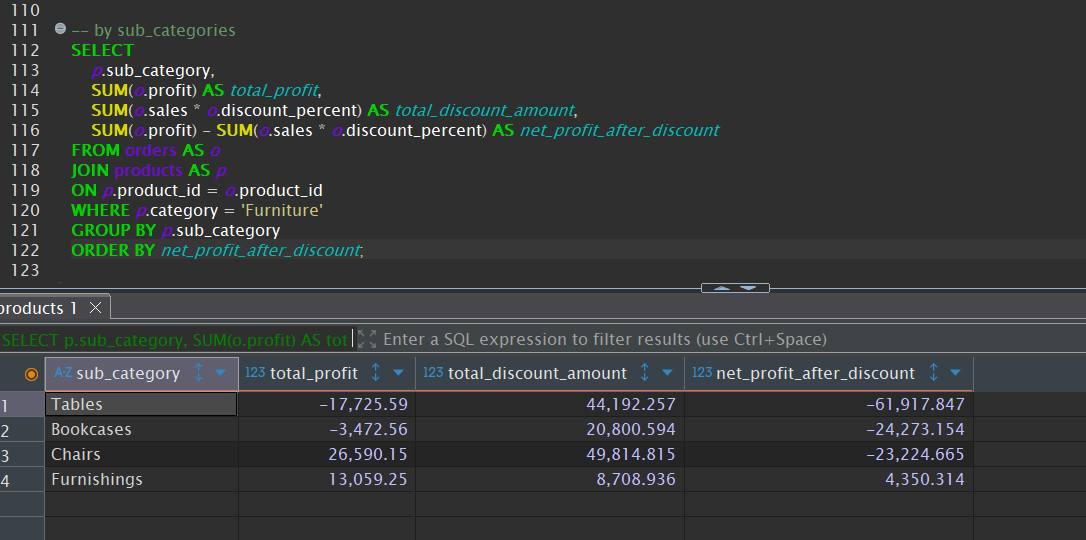 110
111 -- by sub_categories
112 SELECT
113 p.sub_category,
114 SUM(o.profit) AS total_profit,
115 SUM(o.sales * o.discount_percent) AS total_discount_amount,
116 SUM(o.profit) - SUM(o.sales * o.discount_percent) AS net_profit_after_discount
117 FROM orders AS o
118 JOIN products AS p
119 ON p.product_id = o.product_id
120 WHERE p.category = 'Furniture'
121 GROUP BY p.sub_category
122 ORDER BY net_profit_after_discount;
123
products 1
SELECT p.sub_category, SUM(o.profit) AS tot Enter a SQL expression to filter results (use Ctrl+Space)
A-Z sub_category 123 total_profit 123 total_discount_amount 123 net_profit_after_discount
1 Tables -17,725.59 44,192.257 -61,917.847
2 Bookcases -3,472.56 20,800.594 -24,273.154
3 Chairs 26,590.15 49,814.815 -23,224.665
4 Furnishings 13,059.25 8,708.936 4,350.314